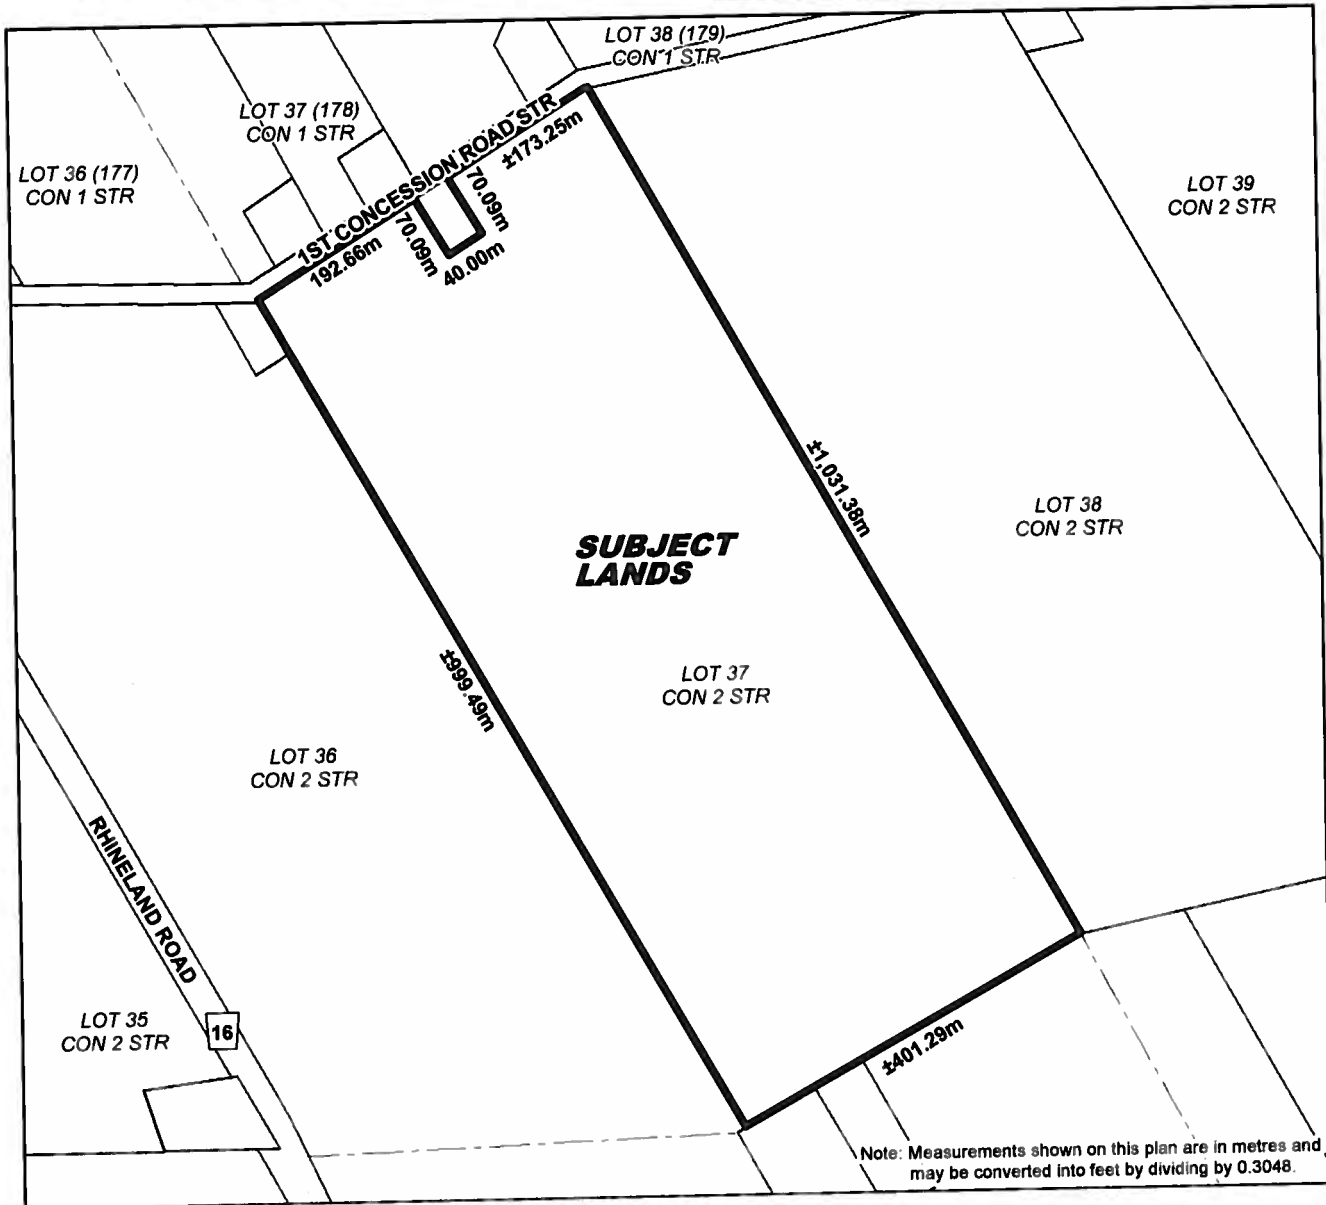 LOT 38 (179)
CON 1 STR
LOT 37 (178)
CON 1 STR
LOT 36 (177)
CON 1 STR
1ST CONCESSION ROAD STR
±173.25m
192.66m
70.09m
70.09m
40.00m
LOT 39
CON 2 STR
±1,031.38m
LOT 38
CON 2 STR
SUBJECT
LANDS
±999.49m
LOT 37
CON 2 STR
LOT 36
CON 2 STR
RHINELAND ROAD
LOT 35
CON 2 STR
16
±401.29m
Note: Measurements shown on this plan are in metres and
may be converted into feet by dividing by 0.3048.